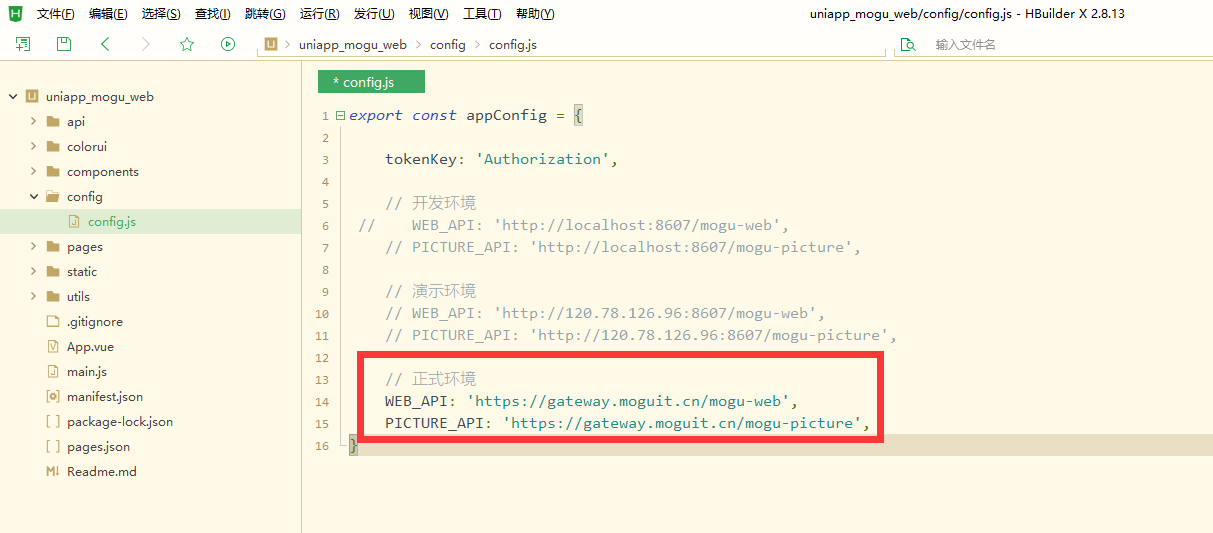 文件(F) 编辑(E) 选择(S) 查找(I) 跳转(G) 运行(R) 发行(U) 视图(V) 工具(T) 帮助(Y) uniapp_mogu_web/config/config.js - HBuilder X 2.8.13
U uniapp_mogu_web config config.js 输入文件名
U uniapp_mogu_web
api
colorui
components
config
config.js
pages
static
utils
.gitignore
App.vue
main.js
manifest.json
package-lock.json
pages.json
Readme.md
* config.js
1 export const appConfig = {
2
3 tokenKey: 'Authorization',
4
5 // 开发环境
6 // WEB_API: 'http://localhost:8607/mogu-web',
7 // PICTURE_API: 'http://localhost:8607/mogu-picture',
8
9 // 演示环境
10 // WEB_API: 'http://120.78.126.96:8607/mogu-web',
11 // PICTURE_API: 'http://120.78.126.96:8607/mogu-picture',
12
13 // 正式环境
14 WEB_API: 'https://gateway.moguit.cn/mogu-web',
15 PICTURE_API: 'https://gateway.moguit.cn/mogu-picture',
16 }